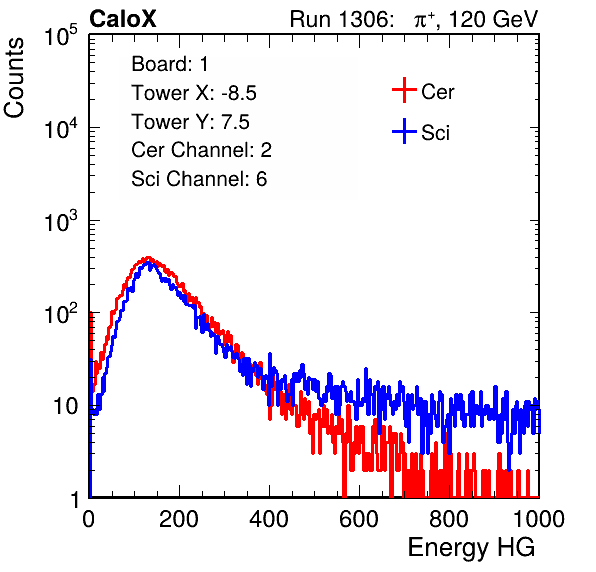 CaloX Run 1306: π⁺, 120 GeV
Counts
Board: 1
Tower X: -8.5
Tower Y: 7.5
Cer Channel: 2
Sci Channel: 6
Cer
Sci
10⁵
10⁴
10³
10²
10
1
0 200 400 600 800 1000
Energy HG